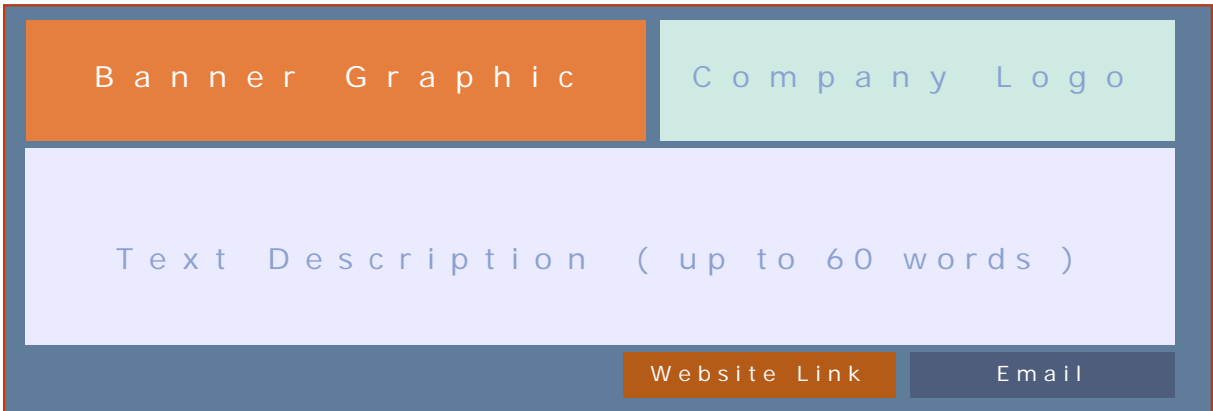 Banner Graphic
Company Logo
Text Description ( up to 60 words )
Website Link
Email